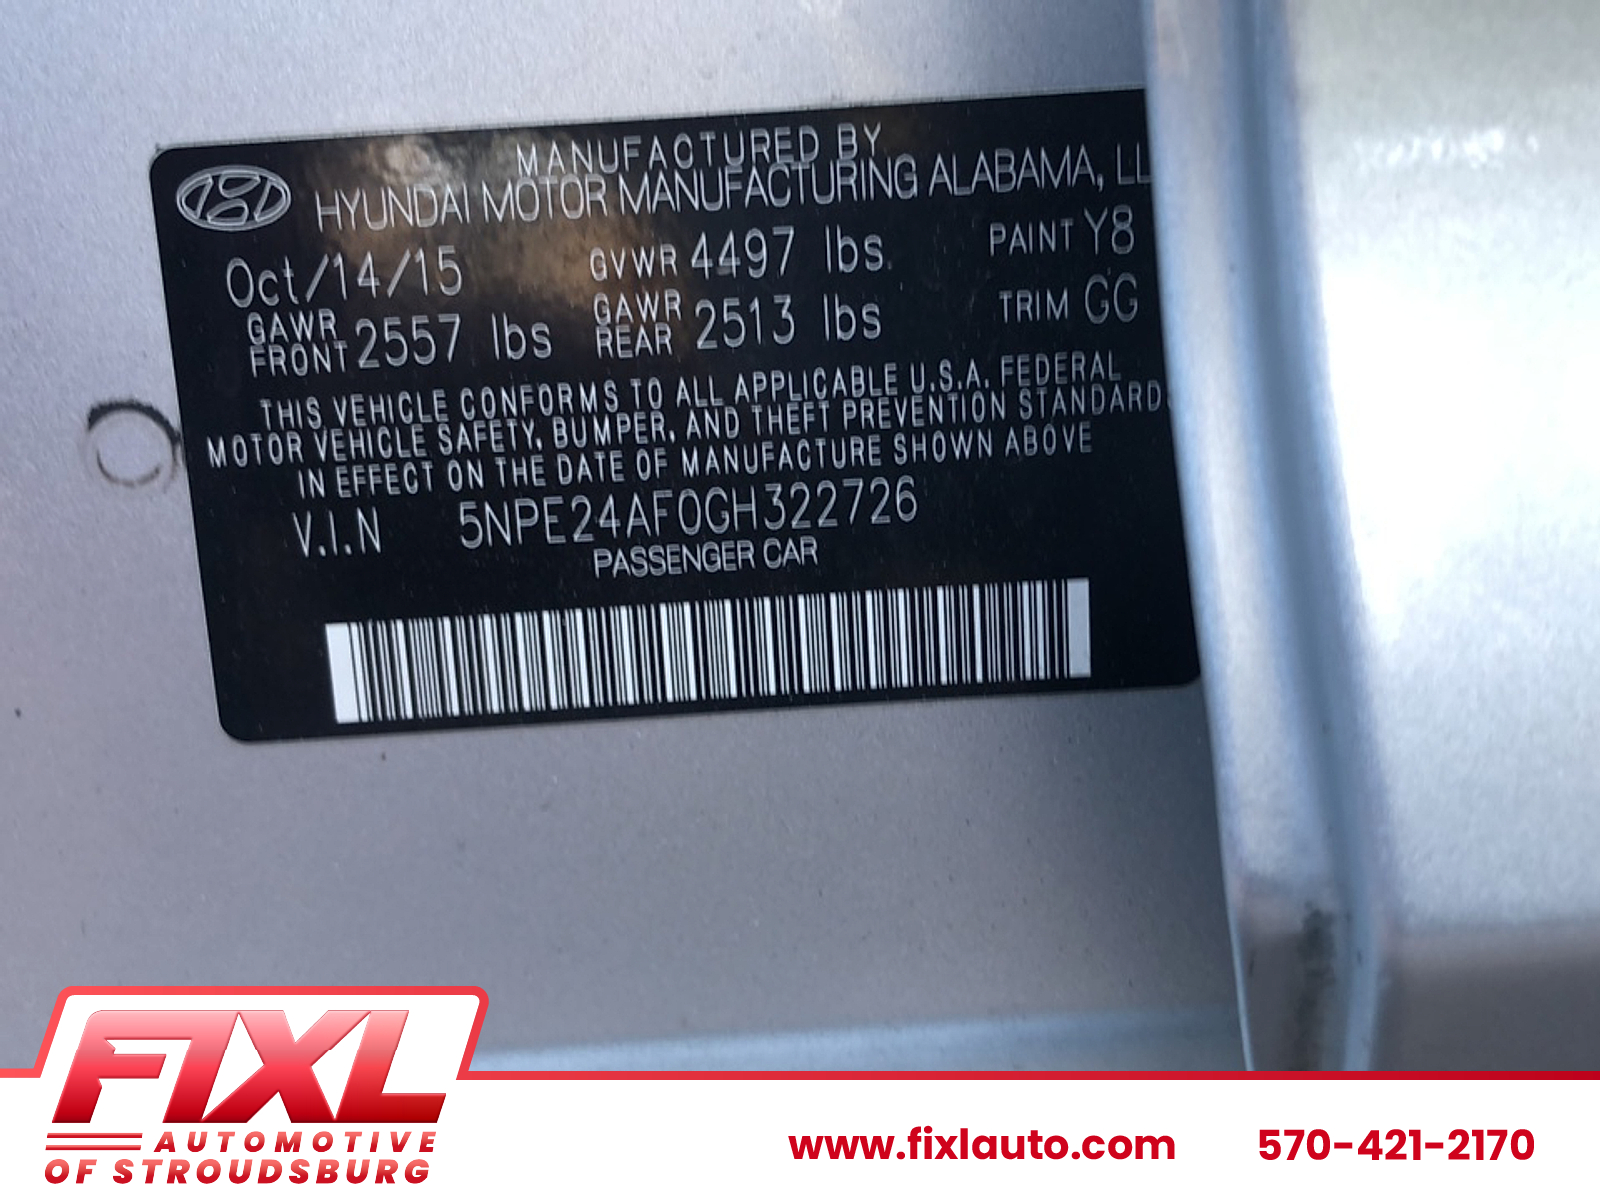 MANUFACTURED BY
HYUNDAI MOTOR MANUFACTURING ALABAMA, LL
Oct/14/15 GVWR 4497 lbs. PAINT Y8
GAWR FRONT 2557 lbs GAWR REAR 2513 lbs TRIM GG
THIS VEHICLE CONFORMS TO ALL APPLICABLE U.S.A. FEDERAL
MOTOR VEHICLE SAFETY, BUMPER, AND THEFT PREVENTION STANDARDS
IN EFFECT ON THE DATE OF MANUFACTURE SHOWN ABOVE
V.I.N 5NPE24AF0GH322726
PASSENGER CAR
FIXL
AUTOMOTIVE
OF STROUDSBURG
www.fixlauto.com 570-421-2170